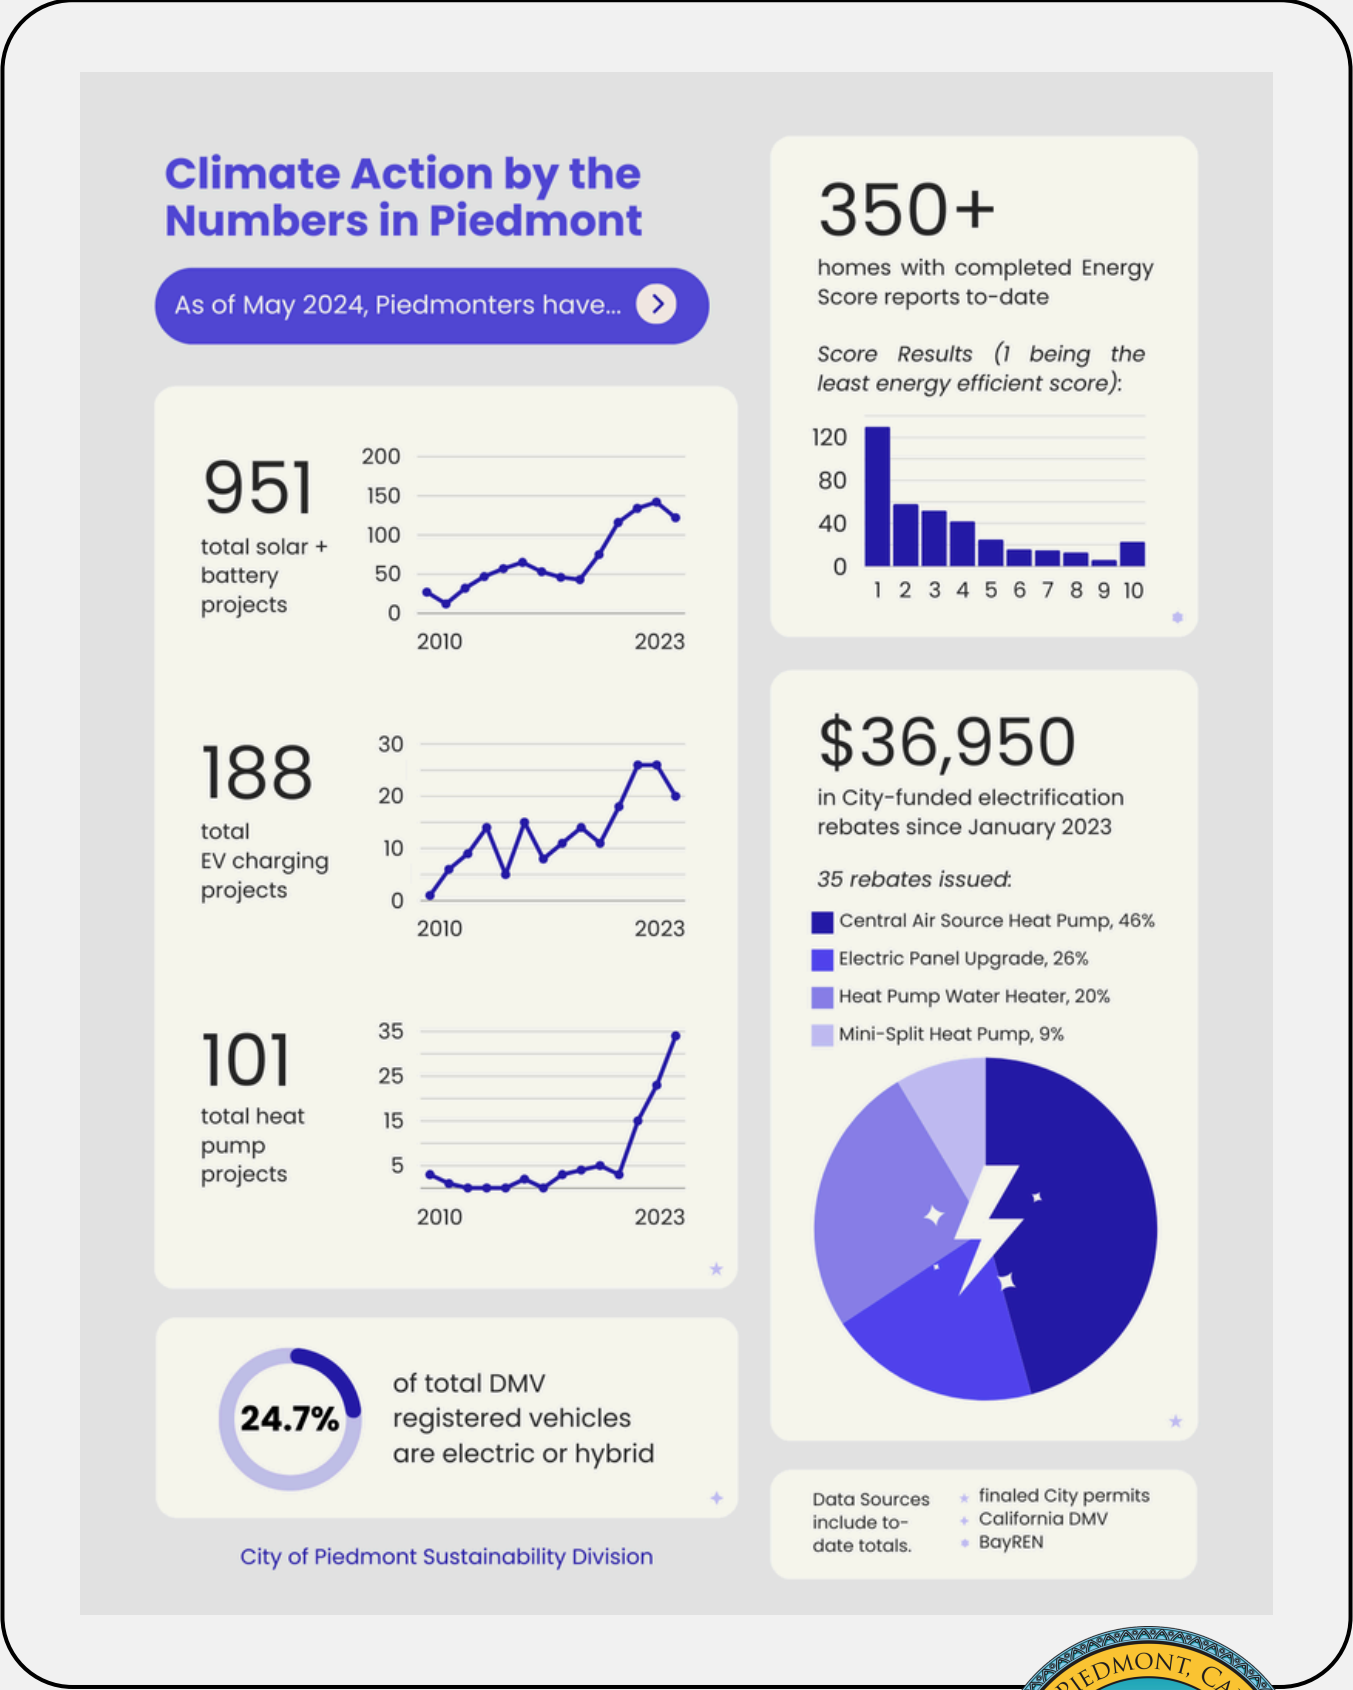 Climate Action by the
Numbers in Piedmont
As of May 2024, Piedmonters have...
951
total solar +
battery
projects
200
150
100
50
0
2010 2023
188
total
EV charging
projects
30
20
10
0
2010 2023
101
total heat
pump
projects
35
25
15
5
2010 2023
24.7%
of total DMV
registered vehicles
are electric or hybrid
City of Piedmont Sustainability Division
350+
homes with completed Energy
Score reports to-date
Score Results (1 being the
least energy efficient score):
120
80
40
0
1 2 3 4 5 6 7 8 9 10
$36,950
in City-funded electrification
rebates since January 2023
35 rebates issued:
Central Air Source Heat Pump, 46%
Electric Panel Upgrade, 26%
Heat Pump Water Heater, 20%
Mini-Split Heat Pump, 9%
Data Sources
include to-
date totals.
finaled City permits
California DMV
BayREN
PIEDMONT, CA